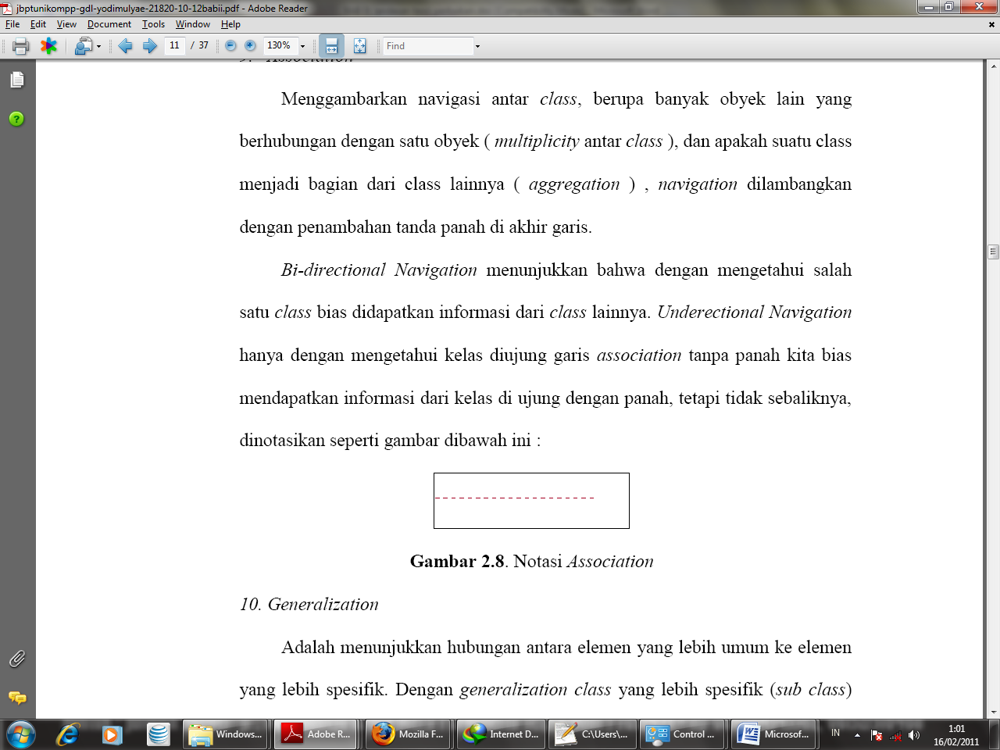 jbptunikompp-gdl-yodimulyae-21820-10-12babii.pdf - Adobe Reader
File Edit View Document Tools Window Help
11 / 37 130% Find
9. Association
Menggambarkan navigasi antar class, berupa banyak obyek lain yang
berhubungan dengan satu obyek ( multiplicity antar class ), dan apakah suatu class
menjadi bagian dari class lainnya ( aggregation ) , navigation dilambangkan
dengan penambahan tanda panah di akhir garis.
Bi-directional Navigation menunjukkan bahwa dengan mengetahui salah
satu class bias didapatkan informasi dari class lainnya. Underectional Navigation
hanya dengan mengetahui kelas diujung garis association tanpa panah kita bias
mendapatkan informasi dari kelas di ujung dengan panah, tetapi tidak sebaliknya,
dinotasikan seperti gambar dibawah ini :
Gambar 2.8. Notasi Association
10. Generalization
Adalah menunjukkan hubungan antara elemen yang lebih umum ke elemen
yang lebih spesifik. Dengan generalization class yang lebih spesifik (sub class)
Windows... Adobe R... Mozilla F... Internet D... C:\Users\... Control ... Microsof... IN 1:01
16/02/2011